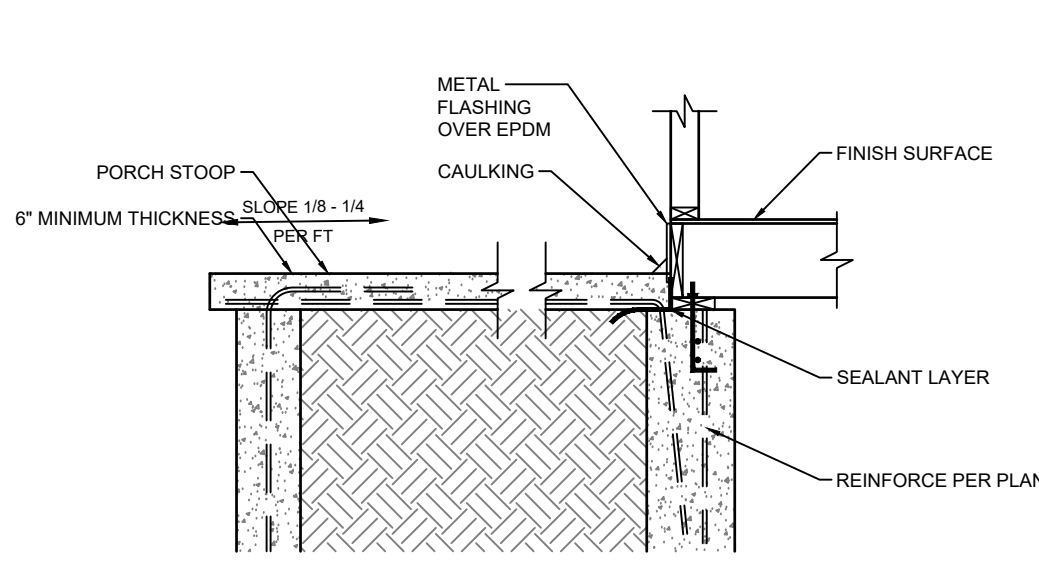 METAL
FLASHING
OVER EPDM
CAULKING
FINISH SURFACE
PORCH STOOP
6" MINIMUM THICKNESS
SLOPE 1/8 - 1/4
PER FT
SEALANT LAYER
REINFORCE PER PLAN